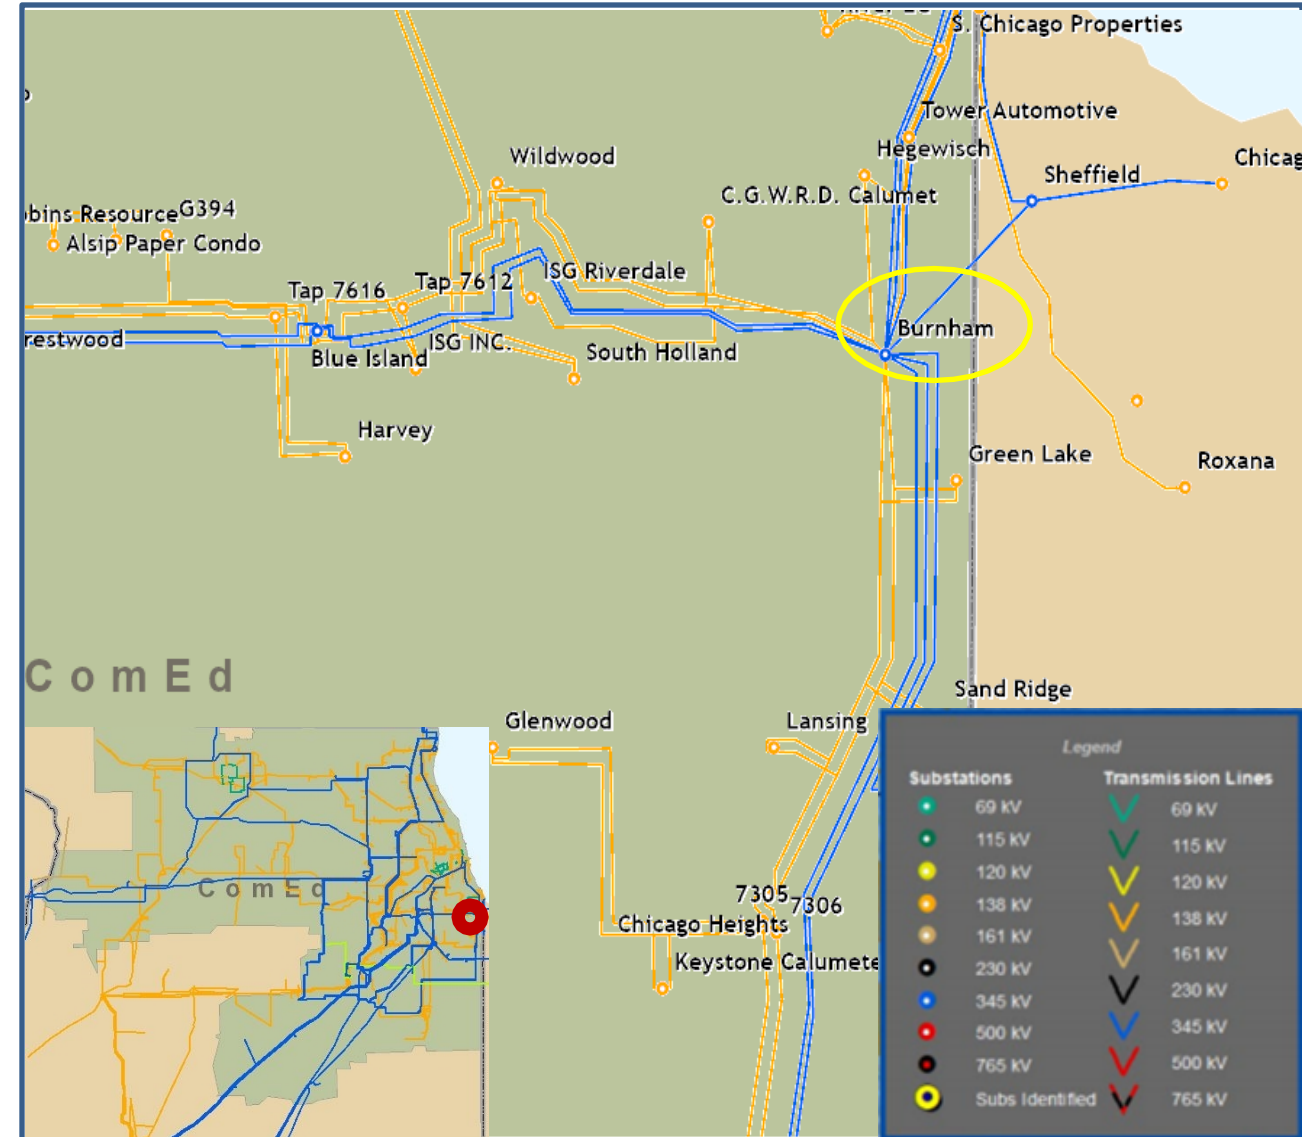 S. Chicago Properties
Tower Automotive
Hegewisch
Wildwood
Sheffield
Chicag
C.G.W.R.D. Calumet
bins Resource
G394
Alsip Paper Condo
ISG Riverdale
Tap 7612
Tap 7616
Burnham
restwood
ISG INC.
Blue Island
South Holland
Harvey
Green Lake
Roxana
ComEd
Sand Ridge
Glenwood
Lansing
ComEd
7305
7306
Chicago Heights
Keystone Calumete
Legend
Substations
Transmission Lines
69 kV
69 kV
115 kV
115 kV
120 kV
120 kV
138 kV
138 kV
161 kV
161 kV
230 kV
230 kV
345 kV
345 kV
500 kV
500 kV
765 kV
Subs Identified
765 kV